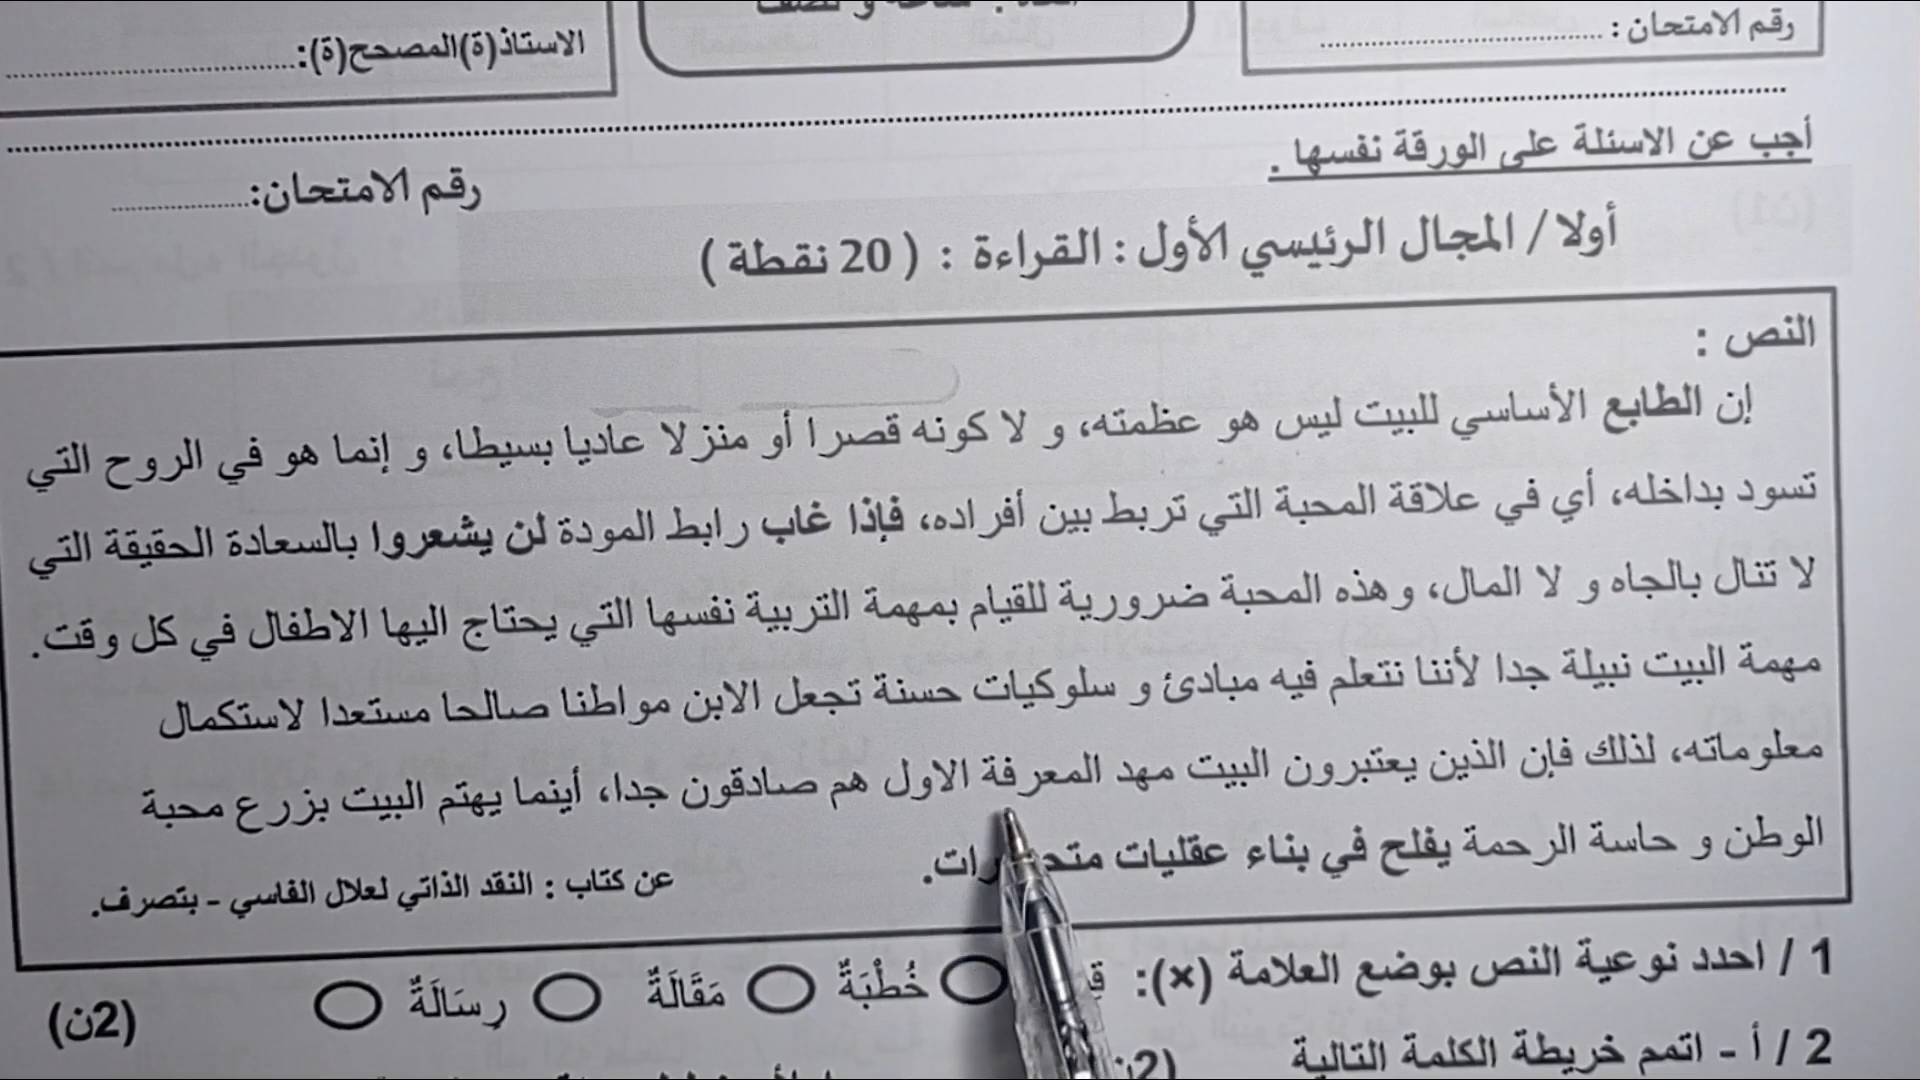 رقم الامتحان :
الاستاذ(ة)المصحح(ة):
أجب عن الاسئلة على الورقة نفسها .
رقم الامتحان:
أولا / المجال الرئيسي الأول : القراءة : ( 20 نقطة )
النص :
إن الطابع الأساسي للبيت ليس هو عظمته، و لا كونه قصرا أو منزلا عاديا بسيطا، و إنما هو في الروح التي
تسود بداخله، أي في علاقة المحبة التي تربط بين أفراده، فإذا غاب رابط المودة لن يشعروا بالسعادة الحقيقة التي
لا تنال بالجاه و لا المال، وهذه المحبة ضرورية للقيام بمهمة التربية نفسها التي يحتاج اليها الاطفال في كل وقت.
مهمة البيت نبيلة جدا لأننا نتعلم فيه مبادئ و سلوكيات حسنة تجعل الابن مواطنا صالحا مستعدا لاستكمال
معلوماته، لذلك فإن الذين يعتبرون البيت مهد المعرفة الاول هم صادقون جدا، أينما يهتم البيت بزرع محبة
الوطن و حاسة الرحمة يفلح في بناء عقليات
عن كتاب : النقد الذاتي لعلال الفاسي - بتصرف.
1 / احدد نوعية النص بوضع العلامة (×): خُطْبَةٌ مَقَالَةٌ رِسَالَةٌ (2ن)
2 / أ - اتمم خريطة الكلمة التالية